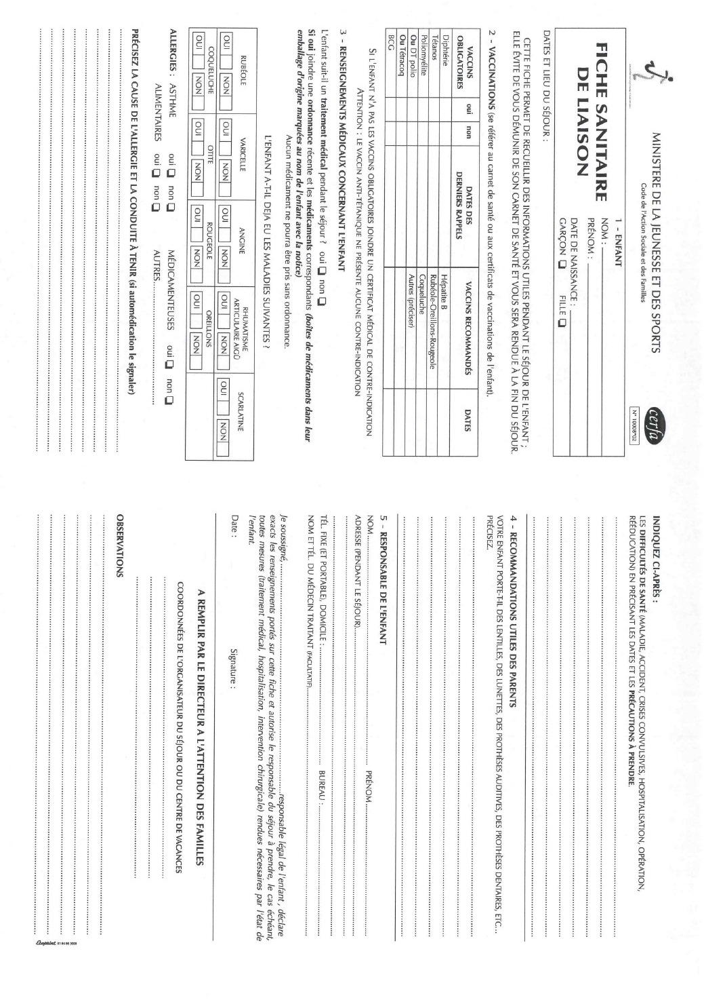 MINISTERE DE LA JEUNESSE ET DES SPORTS
Code de l'Action Sociale et des Familles
cerfa
N° 10008*02
FICHE SANITAIRE
DE LIAISON
1 - ENFANT
NOM :
PRÉNOM :
DATE DE NAISSANCE :
GARÇON ❑ FILLE ❑
DATES ET LIEU DU SÉJOUR :
CETTE FICHE PERMET DE RECUEILLIR DES INFORMATIONS UTILES PENDANT LE SÉJOUR DE L'ENFANT ;
ELLE ÉVITE DE VOUS DÉMUNIR DE SON CARNET DE SANTÉ ET VOUS SERA RENDUE À LA FIN DU SÉJOUR.
2 - VACCINATIONS (se référer au carnet de santé ou aux certificats de vaccinations de l'enfant).
VACCINS OBLIGATOIRES oui non DATES DES DERNIERS RAPPELS VACCINS RECOMMANDÉS DATES
Diphtérie Hépatite B
Tétanos Rubéole-Oreillons-Rougeole
Poliomyélite Coqueluche
Ou DT polio Autres (préciser)
Ou Tétracoq
BCG
SI L'ENFANT N'A PAS LES VACCINS OBLIGATOIRES JOINDRE UN CERTIFICAT MÉDICAL DE CONTRE-INDICATION
ATTENTION : LE VACCIN ANTI-TÉTANIQUE NE PRÉSENTE AUCUNE CONTRE-INDICATION
3 - RENSEIGNEMENTS MÉDICAUX CONCERNANT L'ENFANT
L'enfant suit-il un traitement médical pendant le séjour ? oui ❑ non ❑
Si oui joindre une ordonnance récente et les médicaments correspondants (boîtes de médicaments dans leur
emballage d'origine marquées au nom de l'enfant avec la notice)
Aucun médicament ne pourra être pris sans ordonnance.
L'ENFANT A-T-IL DEJA EU LES MALADIES SUIVANTES ?
RUBÉOLE VARICELLE ANGINE RHUMATISME ARTICULAIRE AIGÜ SCARLATINE
OUI NON OUI NON OUI NON OUI NON OUI NON
COQUELUCHE OTITE ROUGEOLE OREILLONS
OUI NON OUI NON OUI NON OUI NON
ALLERGIES : ASTHME oui ❑ non ❑ MÉDICAMENTEUSES oui ❑ non ❑
ALIMENTAIRES oui ❑ non ❑ AUTRES
PRÉCISEZ LA CAUSE DE L'ALLERGIE ET LA CONDUITE À TENIR (si automédication le signaler)
INDIQUEZ CI-APRÈS :
LES DIFFICULTÉS DE SANTÉ (MALADIE, ACCIDENT, CRISES CONVULSIVES, HOSPITALISATION, OPÉRATION,
RÉÉDUCATION) EN PRÉCISANT LES DATES ET LES PRÉCAUTIONS À PRENDRE.
4 - RECOMMANDATIONS UTILES DES PARENTS
VOTRE ENFANT PORTE-T-IL DES LENTILLES, DES LUNETTES, DES PROTHÈSES AUDITIVES, DES PROTHÈSES DENTAIRES, ETC…
PRÉCISEZ.
5 - RESPONSABLE DE L'ENFANT
NOM PRÉNOM
ADRESSE (PENDANT LE SÉJOUR)
TÉL. FIXE (ET PORTABLE), DOMICILE : BUREAU :
NOM ET TÉL. DU MÉDECIN TRAITANT (FACULTATIF)
Je soussigné, responsable légal de l'enfant , déclare
exacts les renseignements portés sur cette fiche et autorise le responsable du séjour à prendre, le cas échéant,
toutes mesures (traitement médical, hospitalisation, intervention chirurgicale) rendues nécessaires par l'état de
l'enfant.
Date : Signature :
A REMPLIR PAR LE DIRECTEUR A L'ATTENTION DES FAMILLES
COORDONNÉES DE L'ORGANISATEUR DU SÉJOUR OU DU CENTRE DE VACANCES
OBSERVATIONS